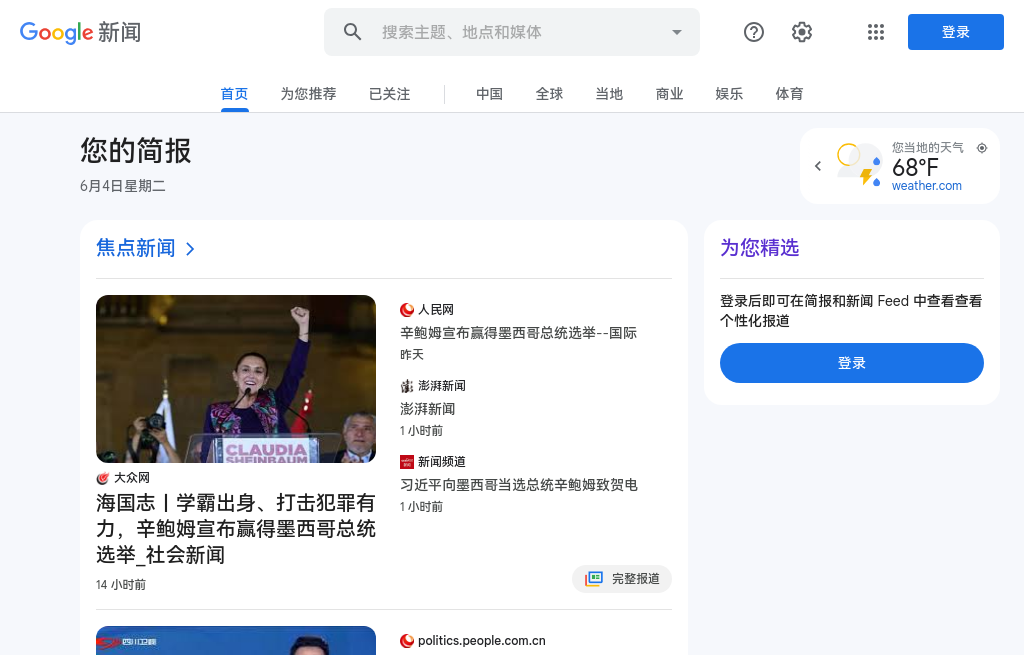 Google 新闻
搜索主题、地点和媒体
登录
首页
为您推荐
已关注
中国
全球
当地
商业
娱乐
体育
您的简报
6月4日星期二
您当地的天气
68°F
weather.com
焦点新闻
CLAUDIA
SHEINBAUM
大众网
海国志丨学霸出身、打击犯罪有
力，辛鲍姆宣布赢得墨西哥总统
选举_社会新闻
14 小时前
人民网
辛鲍姆宣布赢得墨西哥总统选举--国际
昨天
澎湃新闻
澎湃新闻
1 小时前
新闻频道
习近平向墨西哥当选总统辛鲍姆致贺电
1 小时前
完整报道
为您精选
登录后即可在简报和新闻 Feed 中查看查看
个性化报道
登录
四川卫视
politics.people.com.cn